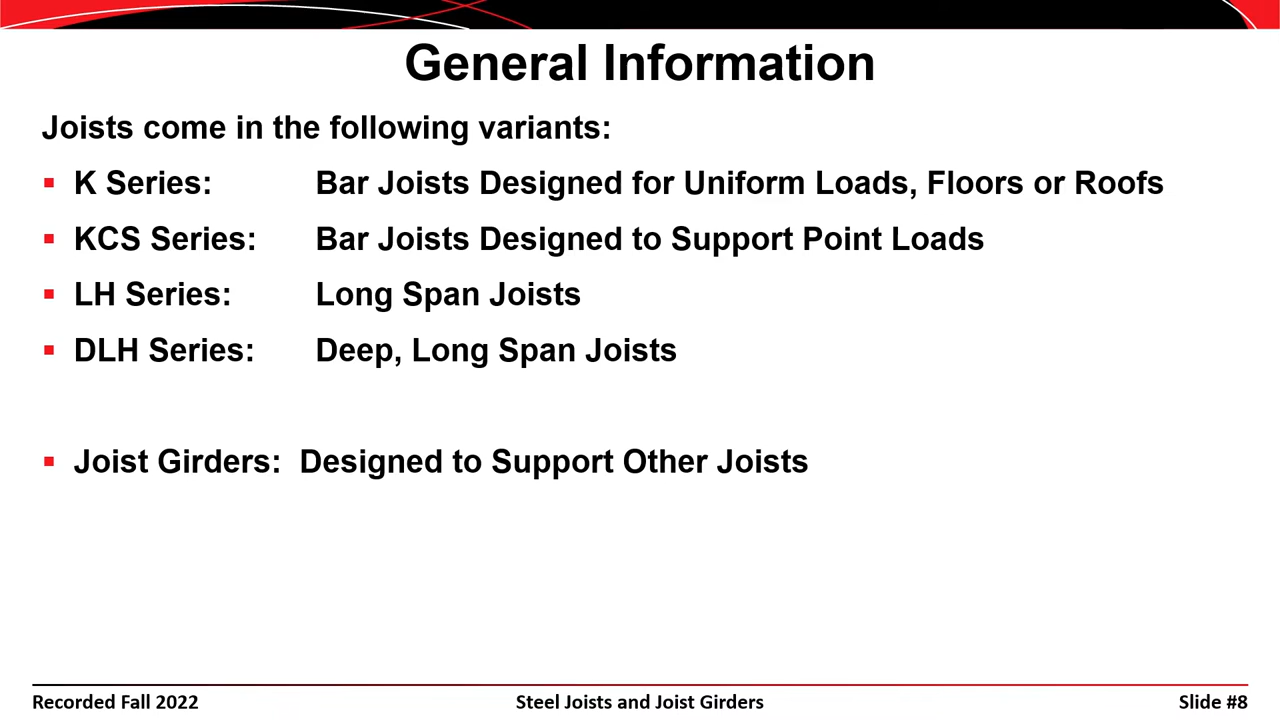 General Information
Joists come in the following variants:
▪ K Series: Bar Joists Designed for Uniform Loads, Floors or Roofs
▪ KCS Series: Bar Joists Designed to Support Point Loads
▪ LH Series: Long Span Joists
▪ DLH Series: Deep, Long Span Joists
▪ Joist Girders: Designed to Support Other Joists
Recorded Fall 2022 Steel Joists and Joist Girders Slide #8